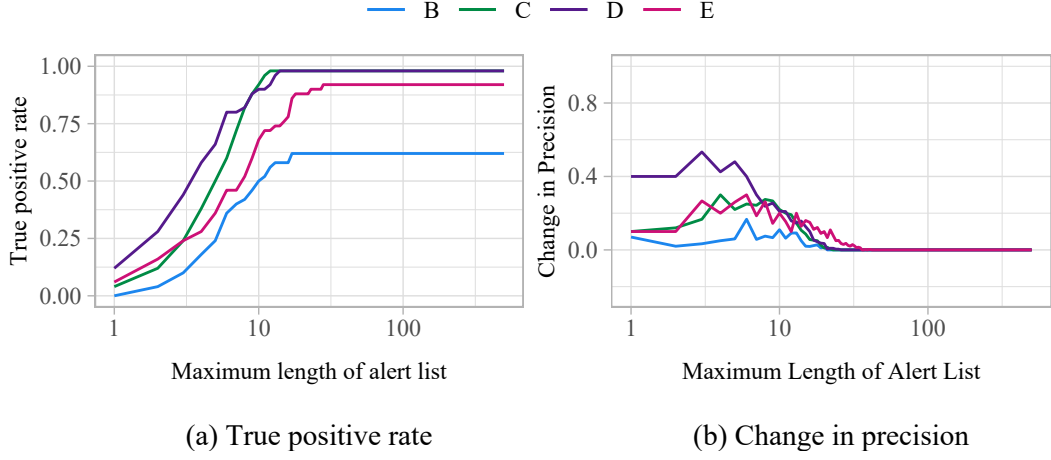 B C D E
True positive rate
1.00
0.75
0.50
0.25
0.00
1 10 100
Maximum length of alert list
(a) True positive rate
Change in Precision
0.8
0.4
0.0
1 10 100
Maximum Length of Alert List
(b) Change in precision